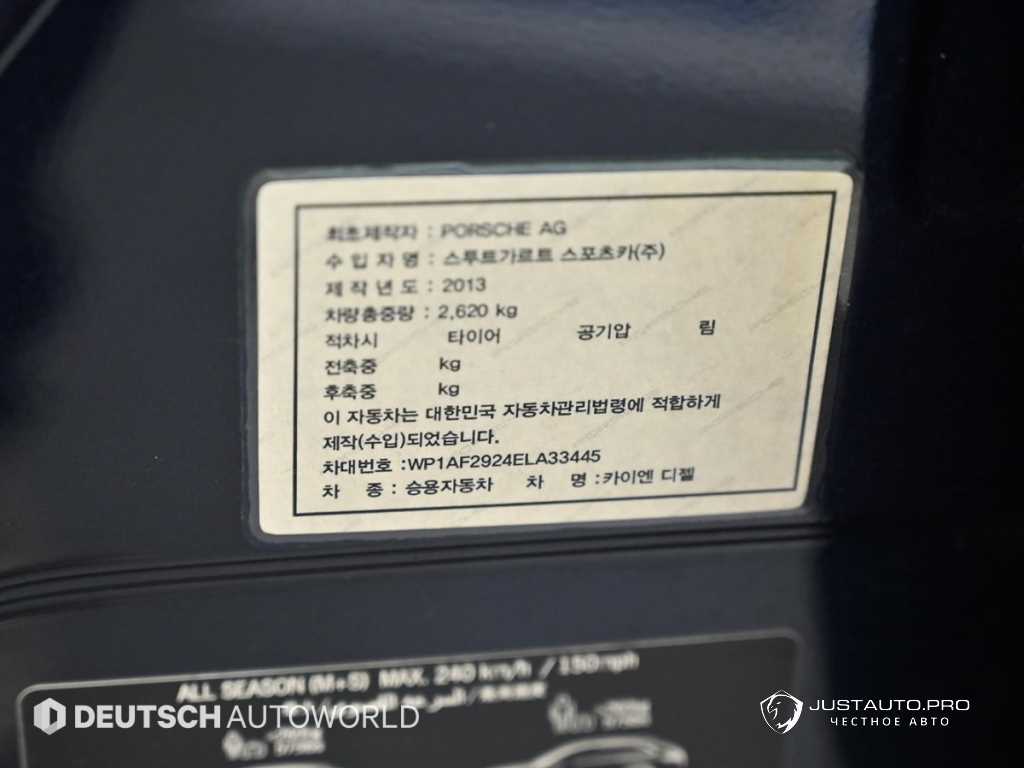 최초제작자 : PORSCHE AG
수 입 자 명 : 스투트가르트 스포츠카(주)
제 작 년 도 : 2013
차량총중량 : 2,620 kg
적차시 타이어 공기압 림
전축중 kg
후축중 kg
이 자동차는 대한민국 자동차관리법령에 적합하게
제작(수입)되었습니다.
차대번호 :WP1AF2924ELA33445
차 종 : 승용자동차 차 명 :카이엔 디젤
ALL SEASON (M+S) MAX. 240 km/h / 150 mph
DEUTSCH AUTOWORLD
JUSTAUTO.PRO
ЧЕСТНОЕ АВТО